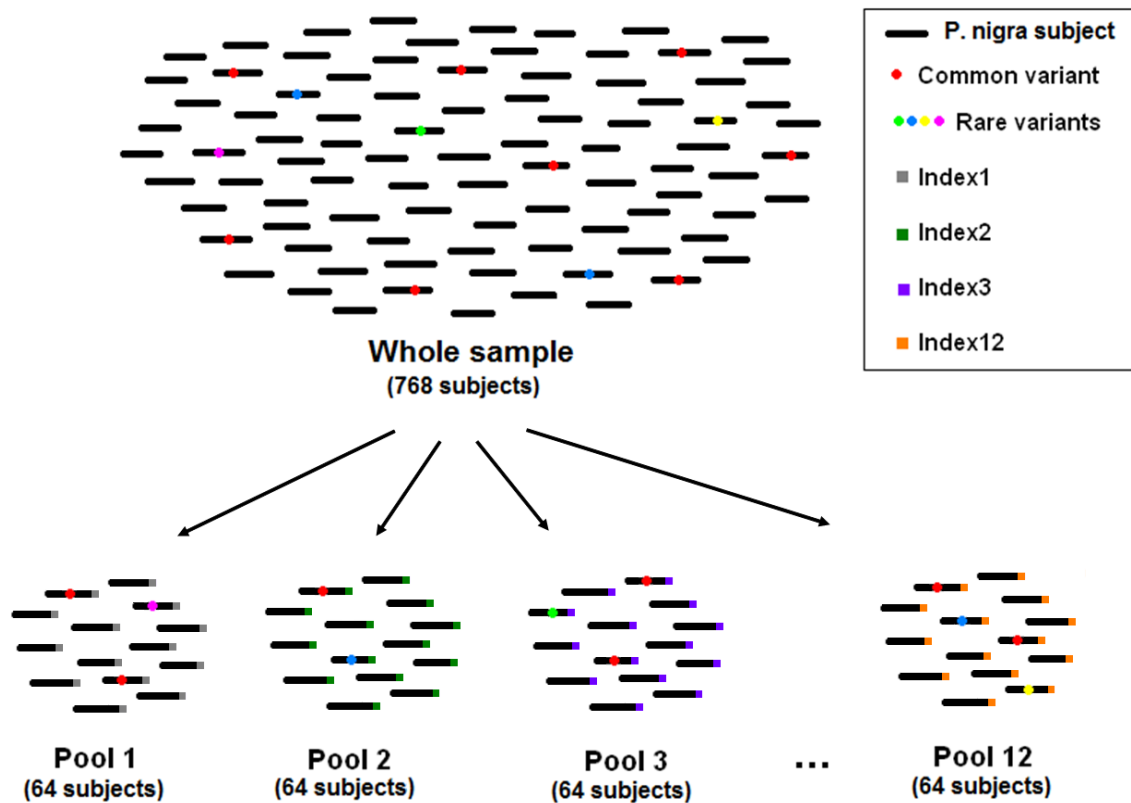 P. nigra subject
Common variant
Rare variants
Index1
Index2
Index3
Index12
Whole sample
(768 subjects)
Pool 1
(64 subjects)
Pool 2
(64 subjects)
Pool 3
(64 subjects)
...
Pool 12
(64 subjects)